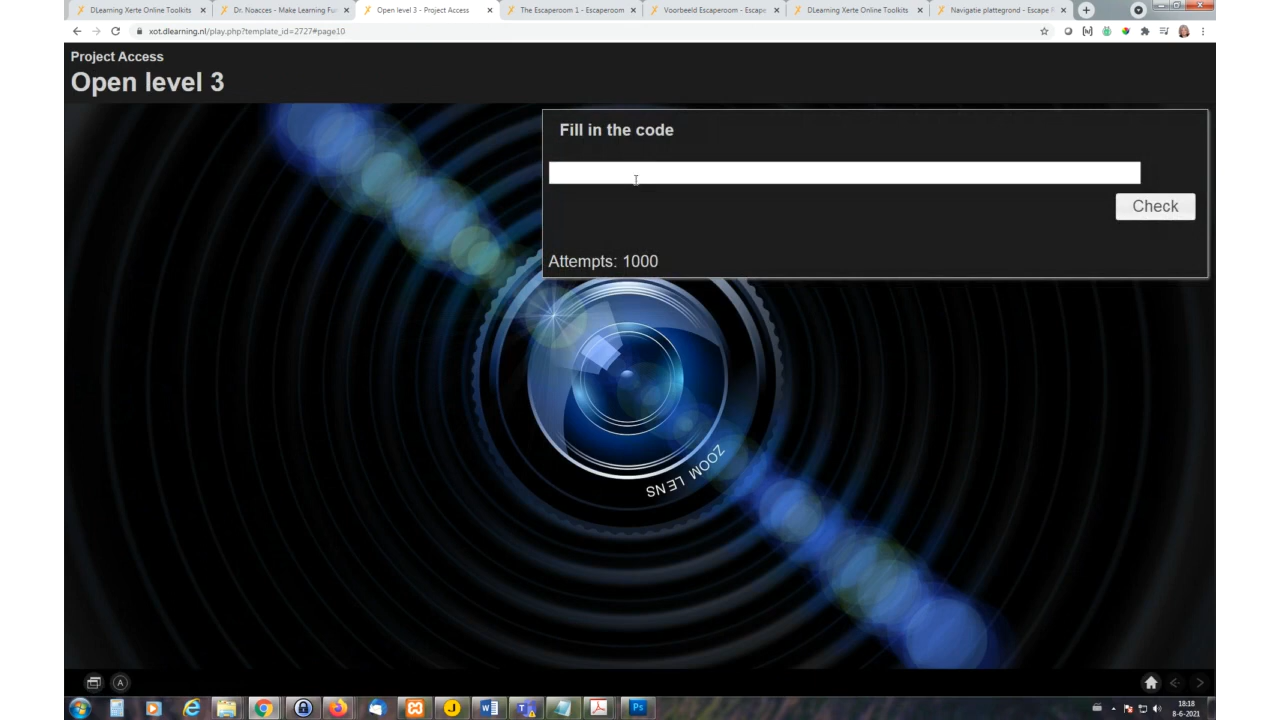 DLearning Xerte Online Toolkits
Dr. Noacces - Make Learning Fu
Open level 3 - Project Access
The Escaperoom 1 - Escaperoom
Voorbeeld Escaperoom - Escape
DLearning Xerte Online Toolkits
Navigatie plattegrond - Escape
xot.dlearning.nl/play.php?template_id=2727#page10
Project Access
Open level 3
Fill in the code
Check
Attempts: 1000
ZOOM LENS
A
18:18
8-6-2021